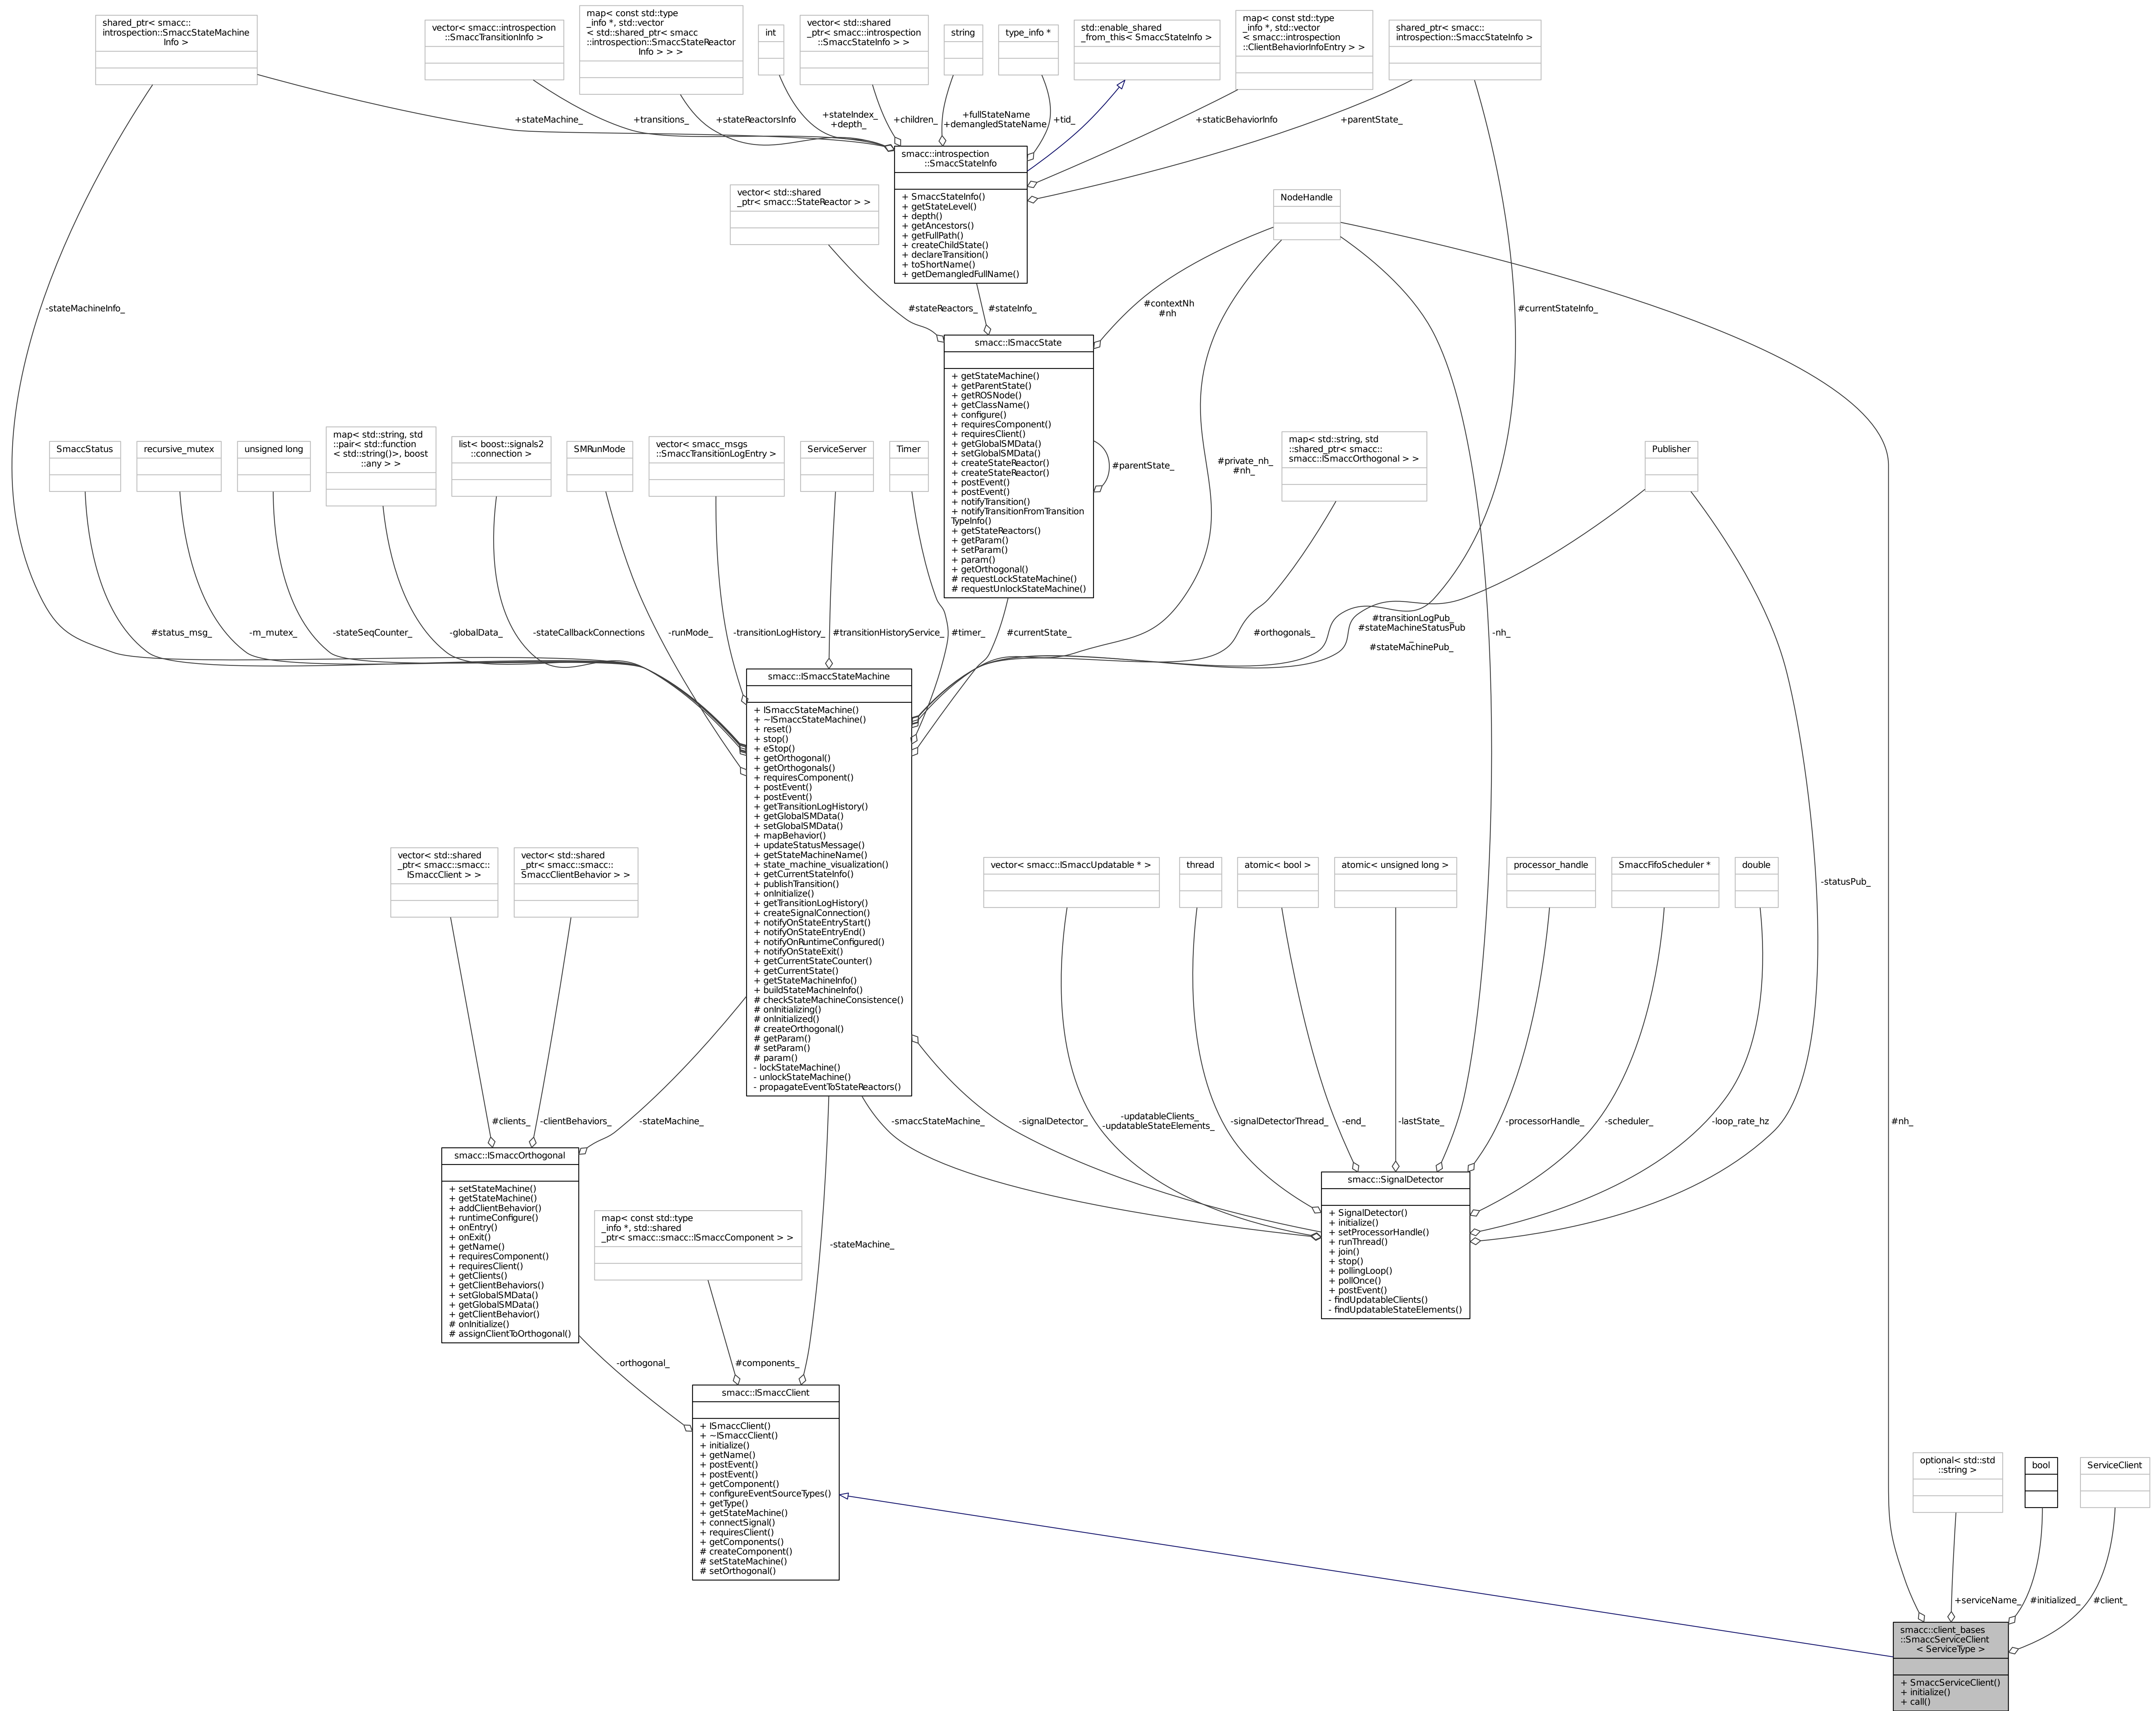 shared_ptr< smacc::
introspection::SmaccStateMachine
Info >
vector< smacc::introspection
::SmaccTransitionInfo >
map< const std::type
_info *, std::vector
< std::shared_ptr< smacc
::introspection::SmaccStateReactor
Info > > >
int
vector< std::shared
_ptr< smacc::introspection
::SmaccStateInfo > >
string
type_info *
std::enable_shared
_from_this< SmaccStateInfo >
map< const std::type
_info *, std::vector
< smacc::introspection
::ClientBehaviorInfoEntry > >
shared_ptr< smacc::
introspection::SmaccStateInfo >
+stateMachine_
+transitions_
+stateReactorsInfo
+stateIndex_
+depth_
+children_
+fullStateName
+demangledStateName
+tid_
+staticBehaviorInfo
+parentState_
smacc::introspection
::SmaccStateInfo
+ SmaccStateInfo()
+ getStateLevel()
+ depth()
+ getAncestors()
+ getFullPath()
+ createChildState()
+ declareTransition()
+ toShortName()
+ getDemangledFullName()
vector< std::shared
_ptr< smacc::StateReactor > >
NodeHandle
-stateMachineInfo_
#stateReactors_
#stateInfo_
#contextNh
#nh
#currentStateInfo_
smacc::ISmaccState
+ getStateMachine()
+ getParentState()
+ getROSNode()
+ getClassName()
+ configure()
+ requiresComponent()
+ requiresClient()
+ getGlobalSMData()
+ setGlobalSMData()
+ createStateReactor()
+ createStateReactor()
+ postEvent()
+ postEvent()
+ notifyTransition()
+ notifyTransitionFromTransition
TypeInfo()
+ getStateReactors()
+ getParam()
+ setParam()
+ param()
+ getOrthogonal()
# requestLockStateMachine()
# requestUnlockStateMachine()
#parentState_
#private_nh_
#nh_
SmaccStatus
recursive_mutex
unsigned long
map< std::string, std
::pair< std::function
< std::string()>, boost
::any > >
list< boost::signals2
::connection >
SMRunMode
vector< smacc_msgs
::SmaccTransitionLogEntry >
ServiceServer
Timer
map< std::string, std
::shared_ptr< smacc::
smacc::ISmaccOrthogonal > >
Publisher
#status_msg_
-m_mutex_
-stateSeqCounter_
-globalData_
-stateCallbackConnections
-runMode_
-transitionLogHistory_
#transitionHistoryService_
#timer_
#currentState_
#orthogonals_
#transitionLogPub_
#stateMachineStatusPub
_
#stateMachinePub_
-nh_
smacc::ISmaccStateMachine
+ ISmaccStateMachine()
+ ~ISmaccStateMachine()
+ reset()
+ stop()
+ eStop()
+ getOrthogonal()
+ getOrthogonals()
+ requiresComponent()
+ postEvent()
+ postEvent()
+ getTransitionLogHistory()
+ getGlobalSMData()
+ setGlobalSMData()
+ mapBehavior()
+ updateStatusMessage()
+ getStateMachineName()
+ state_machine_visualization()
+ getCurrentStateInfo()
+ publishTransition()
+ onInitialize()
+ getTransitionLogHistory()
+ createSignalConnection()
+ notifyOnStateEntryStart()
+ notifyOnStateEntryEnd()
+ notifyOnRuntimeConfigured()
+ notifyOnStateExit()
+ getCurrentStateCounter()
+ getCurrentState()
+ getStateMachineInfo()
+ buildStateMachineInfo()
# checkStateMachineConsistence()
# onInitializing()
# onInitialized()
# createOrthogonal()
# getParam()
# setParam()
# param()
- lockStateMachine()
- unlockStateMachine()
- propagateEventToStateReactors()
vector< std::shared
_ptr< smacc::smacc::
ISmaccClient > >
vector< std::shared
_ptr< smacc::smacc::
SmaccClientBehavior > >
vector< smacc::ISmaccUpdatable * >
thread
atomic< bool >
atomic< unsigned long >
processor_handle
SmaccFifoScheduler *
double
-statusPub_
#clients_
-clientBehaviors_
-stateMachine_
-smaccStateMachine_
-signalDetector_
-updatableClients_
-updatableStateElements_
-signalDetectorThread_
-end_
-lastState_
-processorHandle_
-scheduler_
-loop_rate_hz
#nh_
smacc::ISmaccOrthogonal
+ setStateMachine()
+ getStateMachine()
+ addClientBehavior()
+ runtimeConfigure()
+ onEntry()
+ onExit()
+ getName()
+ requiresComponent()
+ requiresClient()
+ getClients()
+ getClientBehaviors()
+ setGlobalSMData()
+ getGlobalSMData()
+ getClientBehavior()
# onInitialize()
# assignClientToOrthogonal()
smacc::SignalDetector
+ SignalDetector()
+ initialize()
+ setProcessorHandle()
+ runThread()
+ join()
+ stop()
+ pollingLoop()
+ pollOnce()
+ postEvent()
- findUpdatableClients()
- findUpdatableStateElements()
map< const std::type
_info *, std::shared
_ptr< smacc::smacc::ISmaccComponent > >
-stateMachine_
-orthogonal_
#components_
smacc::ISmaccClient
+ ISmaccClient()
+ ~ISmaccClient()
+ initialize()
+ getName()
+ postEvent()
+ postEvent()
+ getComponent()
+ configureEventSourceTypes()
+ getType()
+ getStateMachine()
+ connectSignal()
+ requiresClient()
+ getComponents()
# createComponent()
# setStateMachine()
# setOrthogonal()
optional< std::std
::string >
bool
ServiceClient
+serviceName_
#initialized_
#client_
smacc::client_bases
::SmaccServiceClient
< ServiceType >
+ SmaccServiceClient()
+ initialize()
+ call()